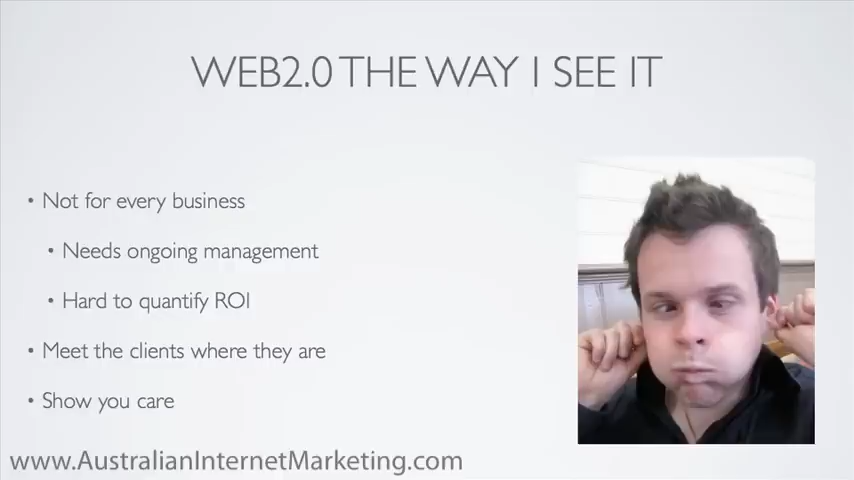 WEB2.0 THE WAY I SEE IT
• Not for every business
• Needs ongoing management
• Hard to quantify ROI
• Meet the clients where they are
• Show you care
www.AustralianInternetMarketing.com